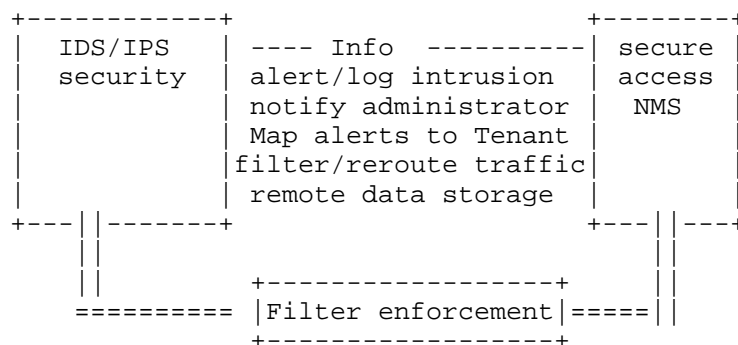 +------------+                       +--------+
|  IDS/IPS   | ---- Info  ----------| secure |
|  security  | alert/log intrusion  | access |
|            | notify administrator |  NMS   |
|            | Map alerts to Tenant |        |
|            |filter/reroute traffic|        |
|            | remote data storage  |        |
+---||-------+                      +---||---+
    ||                                  ||
    ||         +------------------+     ||
    ========== |Filter enforcement|=====||
               +------------------+